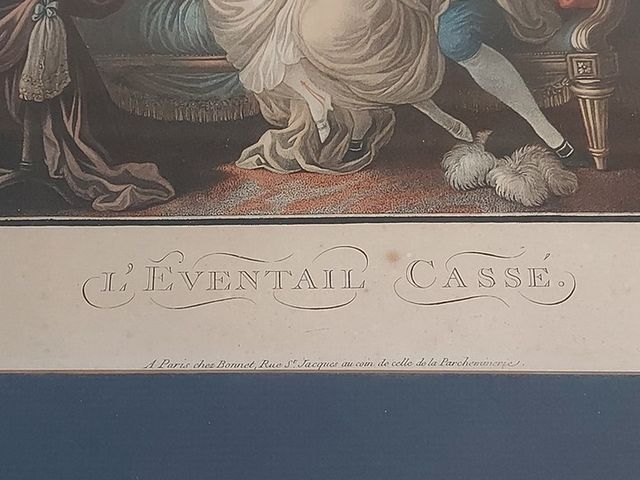 L'EVENTAIL CASSÉ.
A Paris chez Bonnet, Rue St. Jacques au coin de celle de la Parcheminerie.